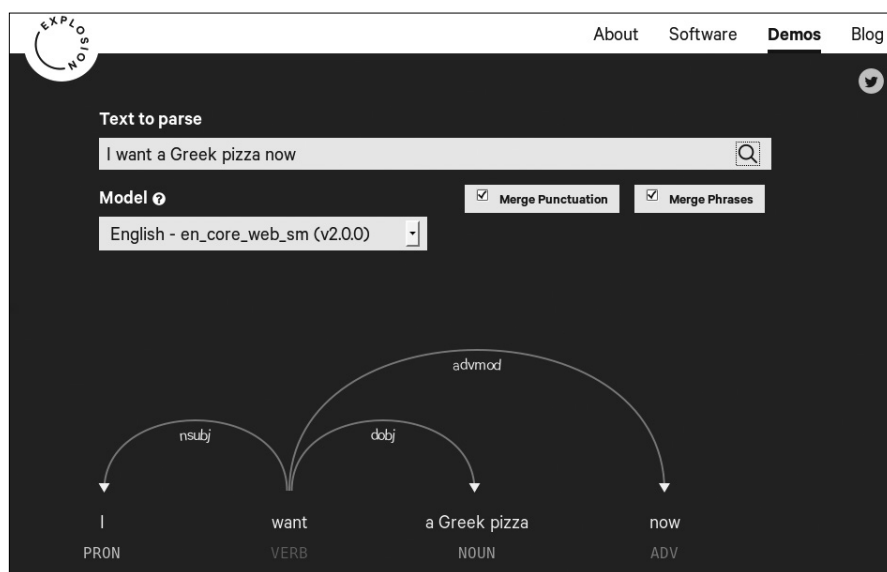 EXPLOSION
About Software Demos Blog
Text to parse
I want a Greek pizza now
Model ?
Merge Punctuation Merge Phrases
English - en_core_web_sm (v2.0.0)
advmod
nsubj dobj
I want a Greek pizza now
PRON VERB NOUN ADV